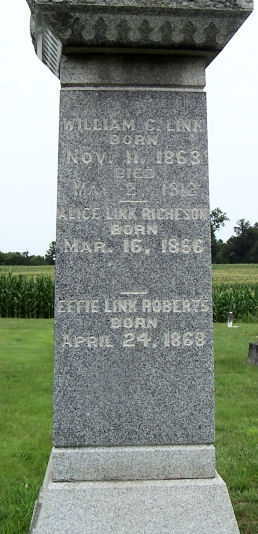 WILLIAM C. LINK
BORN
NOV. 11, 1863
DIED
MAY 2, 1912
ALICE LINK RICHESON
BORN
MAR. 16, 1866
EFFIE LINK ROBERTS
BORN
APRIL 24, 1868